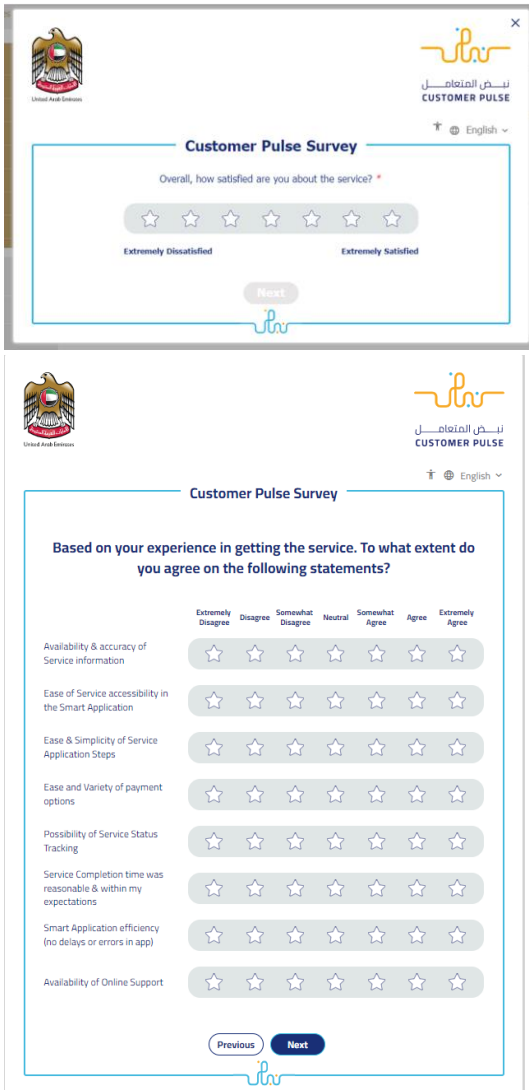 United Arab Emirates
نبـــض المتعامـــل
CUSTOMER PULSE
English
Customer Pulse Survey
Overall, how satisfied are you about the service? *
Extremely Dissatisfied
Extremely Satisfied
Next
United Arab Emirates
نبـــض المتعامـــل
CUSTOMER PULSE
English
Customer Pulse Survey
Based on your experience in getting the service. To what extent do
you agree on the following statements?
Extremely Disagree
Disagree
Somewhat Disagree
Neutral
Somewhat Agree
Agree
Extremely Agree
Availability & accuracy of
Service information
Ease of Service accessibility in
the Smart Application
Ease & Simplicity of Service
Application Steps
Ease and Variety of payment
options
Possibility of Service Status
Tracking
Service Completion time was
reasonable & within my
expectations
Smart Application efficiency
(no delays or errors in app)
Availability of Online Support
Previous
Next